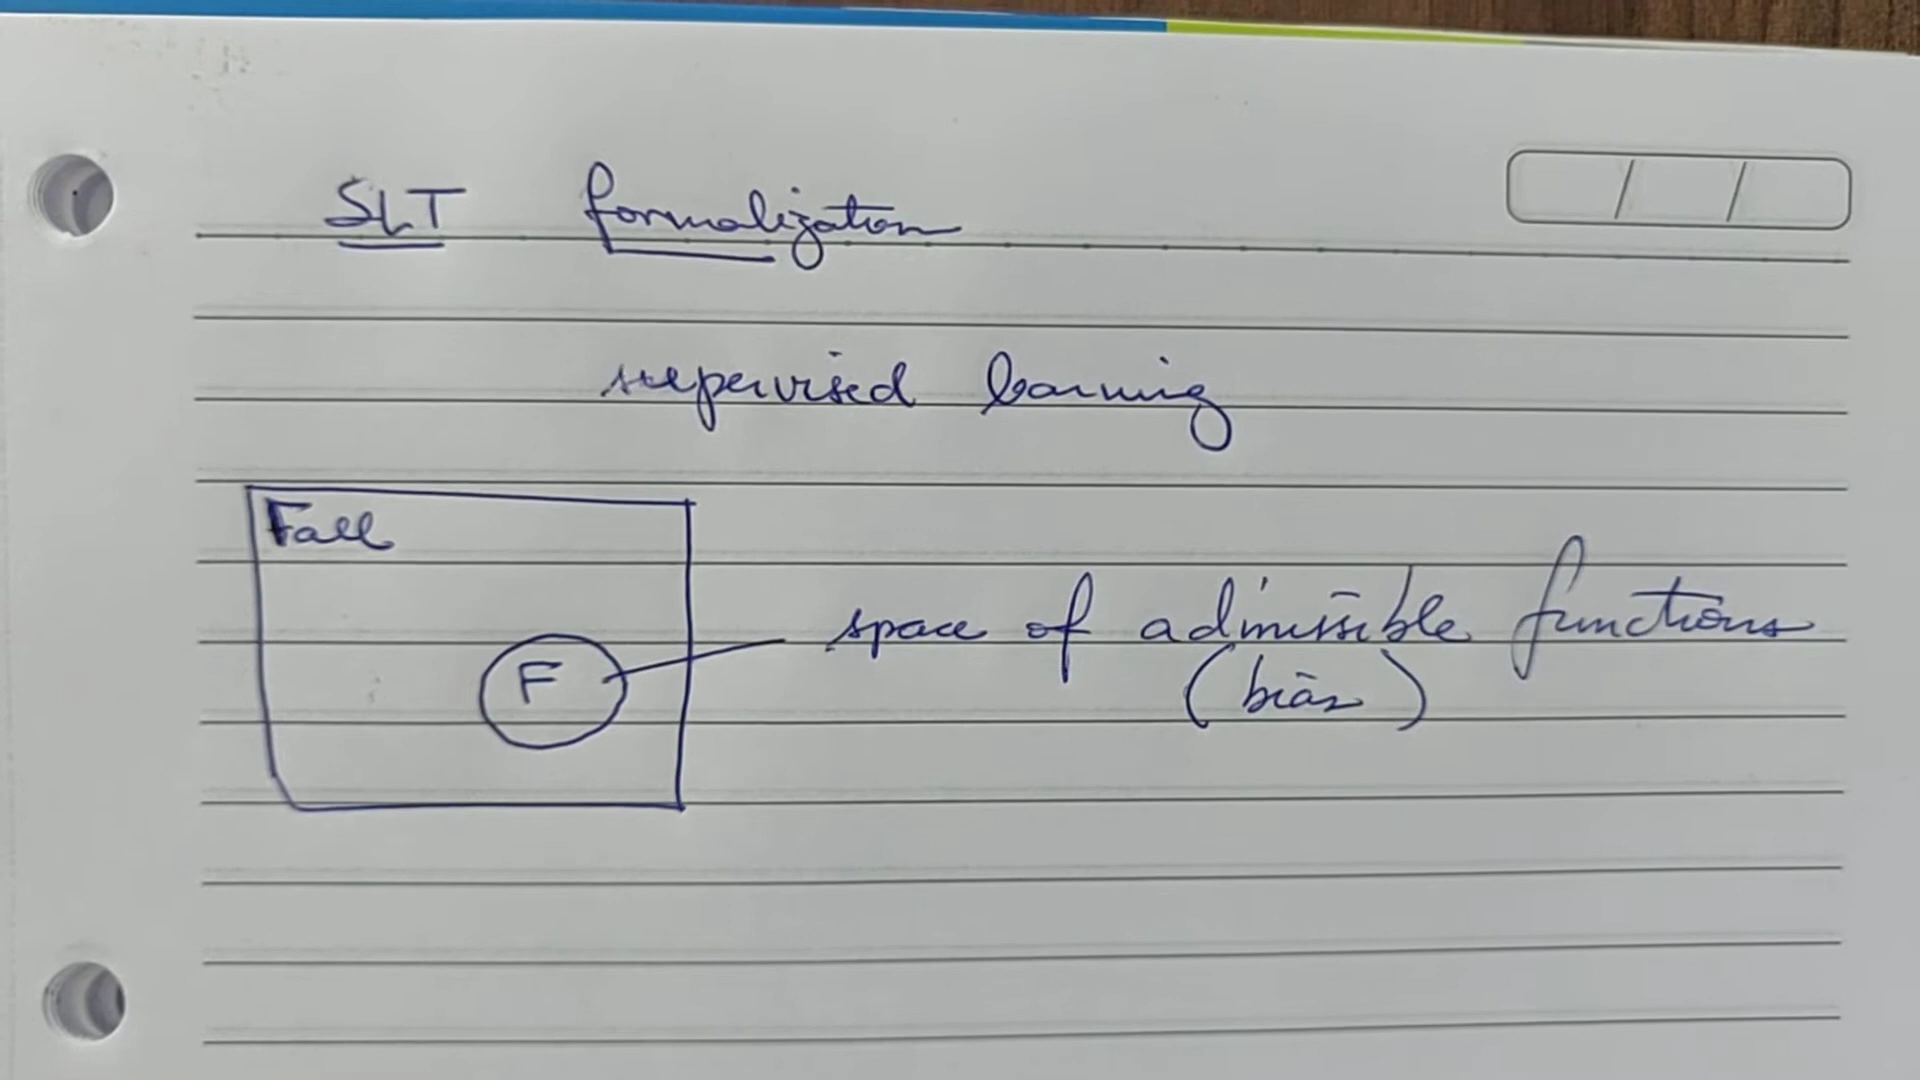 SLT formalization
supervised learning
Fall
F
space of admissible functions
(bias)